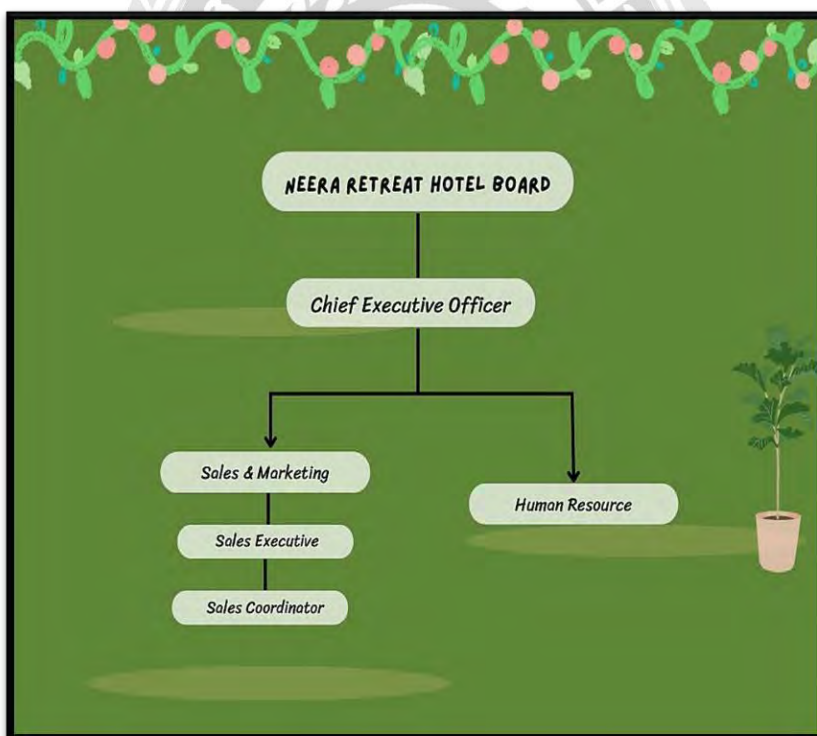 NEERA RETREAT HOTEL BOARD
Chief Executive Officer
Sales & Marketing
Human Resource
Sales Executive
Sales Coordinator